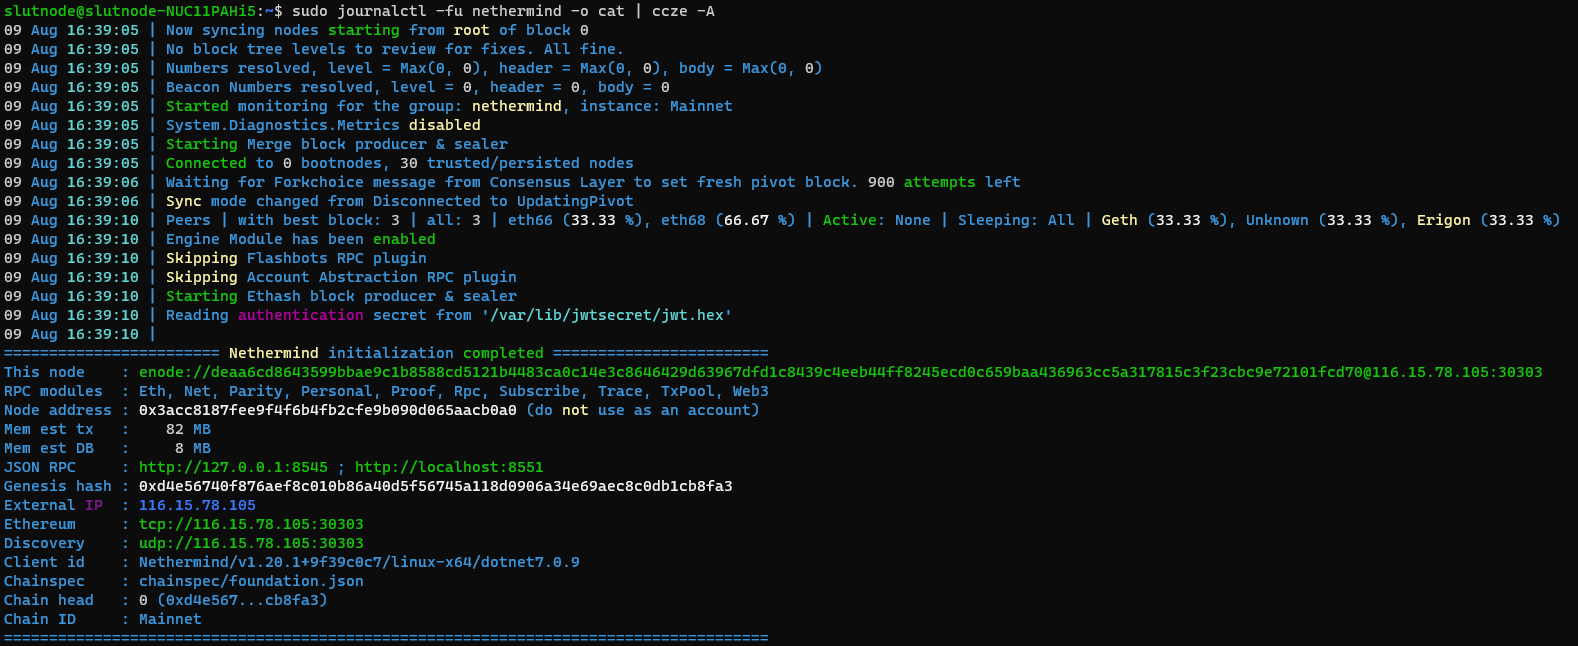 slutnode@slutnode-NUC11PAHi5:~$ sudo journalctl -fu nethermind -o cat | ccze -A
09 Aug 16:39:05 | Now syncing nodes starting from root of block 0
09 Aug 16:39:05 | No block tree levels to review for fixes. All fine.
09 Aug 16:39:05 | Numbers resolved, level = Max(0, 0), header = Max(0, 0), body = Max(0, 0)
09 Aug 16:39:05 | Beacon Numbers resolved, level = 0, header = 0, body = 0
09 Aug 16:39:05 | Started monitoring for the group: nethermind, instance: Mainnet
09 Aug 16:39:05 | System.Diagnostics.Metrics disabled
09 Aug 16:39:05 | Starting Merge block producer & sealer
09 Aug 16:39:05 | Connected to 0 bootnodes, 30 trusted/persisted nodes
09 Aug 16:39:06 | Waiting for Forkchoice message from Consensus Layer to set fresh pivot block. 900 attempts left
09 Aug 16:39:06 | Sync mode changed from Disconnected to UpdatingPivot
09 Aug 16:39:10 | Peers | with best block: 3 | all: 3 | eth66 (33.33 %), eth68 (66.67 %) | Active: None | Sleeping: All | Geth (33.33 %), Unknown (33.33 %), Erigon (33.33 %)
09 Aug 16:39:10 | Engine Module has been enabled
09 Aug 16:39:10 | Skipping Flashbots RPC plugin
09 Aug 16:39:10 | Skipping Account Abstraction RPC plugin
09 Aug 16:39:10 | Starting Ethash block producer & sealer
09 Aug 16:39:10 | Reading authentication secret from '/var/lib/jwtsecret/jwt.hex'
09 Aug 16:39:10 |
======================== Nethermind initialization completed ========================
This node    : enode://deaa6cd8643599bbae9c1b8588cd5121b4483ca0c14e3c8646429d63967dfd1c8439c4eeb44ff8245ecd0c659baa436963cc5a317815c3f23cbc9e72101fcd70@116.15.78.105:30303
RPC modules  : Eth, Net, Parity, Personal, Proof, Rpc, Subscribe, Trace, TxPool, Web3
Node address : 0x3acc8187fee9f4f6b4fb2cfe9b090d065aacb0a0 (do not use as an account)
Mem est tx   :    82 MB
Mem est DB   :     8 MB
JSON RPC     : http://127.0.0.1:8545 ; http://localhost:8551
Genesis hash : 0xd4e56740f876aef8c010b86a40d5f56745a118d0906a34e69aec8c0db1cb8fa3
External IP  : 116.15.78.105
Ethereum     : tcp://116.15.78.105:30303
Discovery    : udp://116.15.78.105:30303
Client id    : Nethermind/v1.20.1+9f39c0c7/linux-x64/dotnet7.0.9
Chainspec    : chainspec/foundation.json
Chain head   : 0 (0xd4e567...cb8fa3)
Chain ID     : Mainnet
=====================================================================================